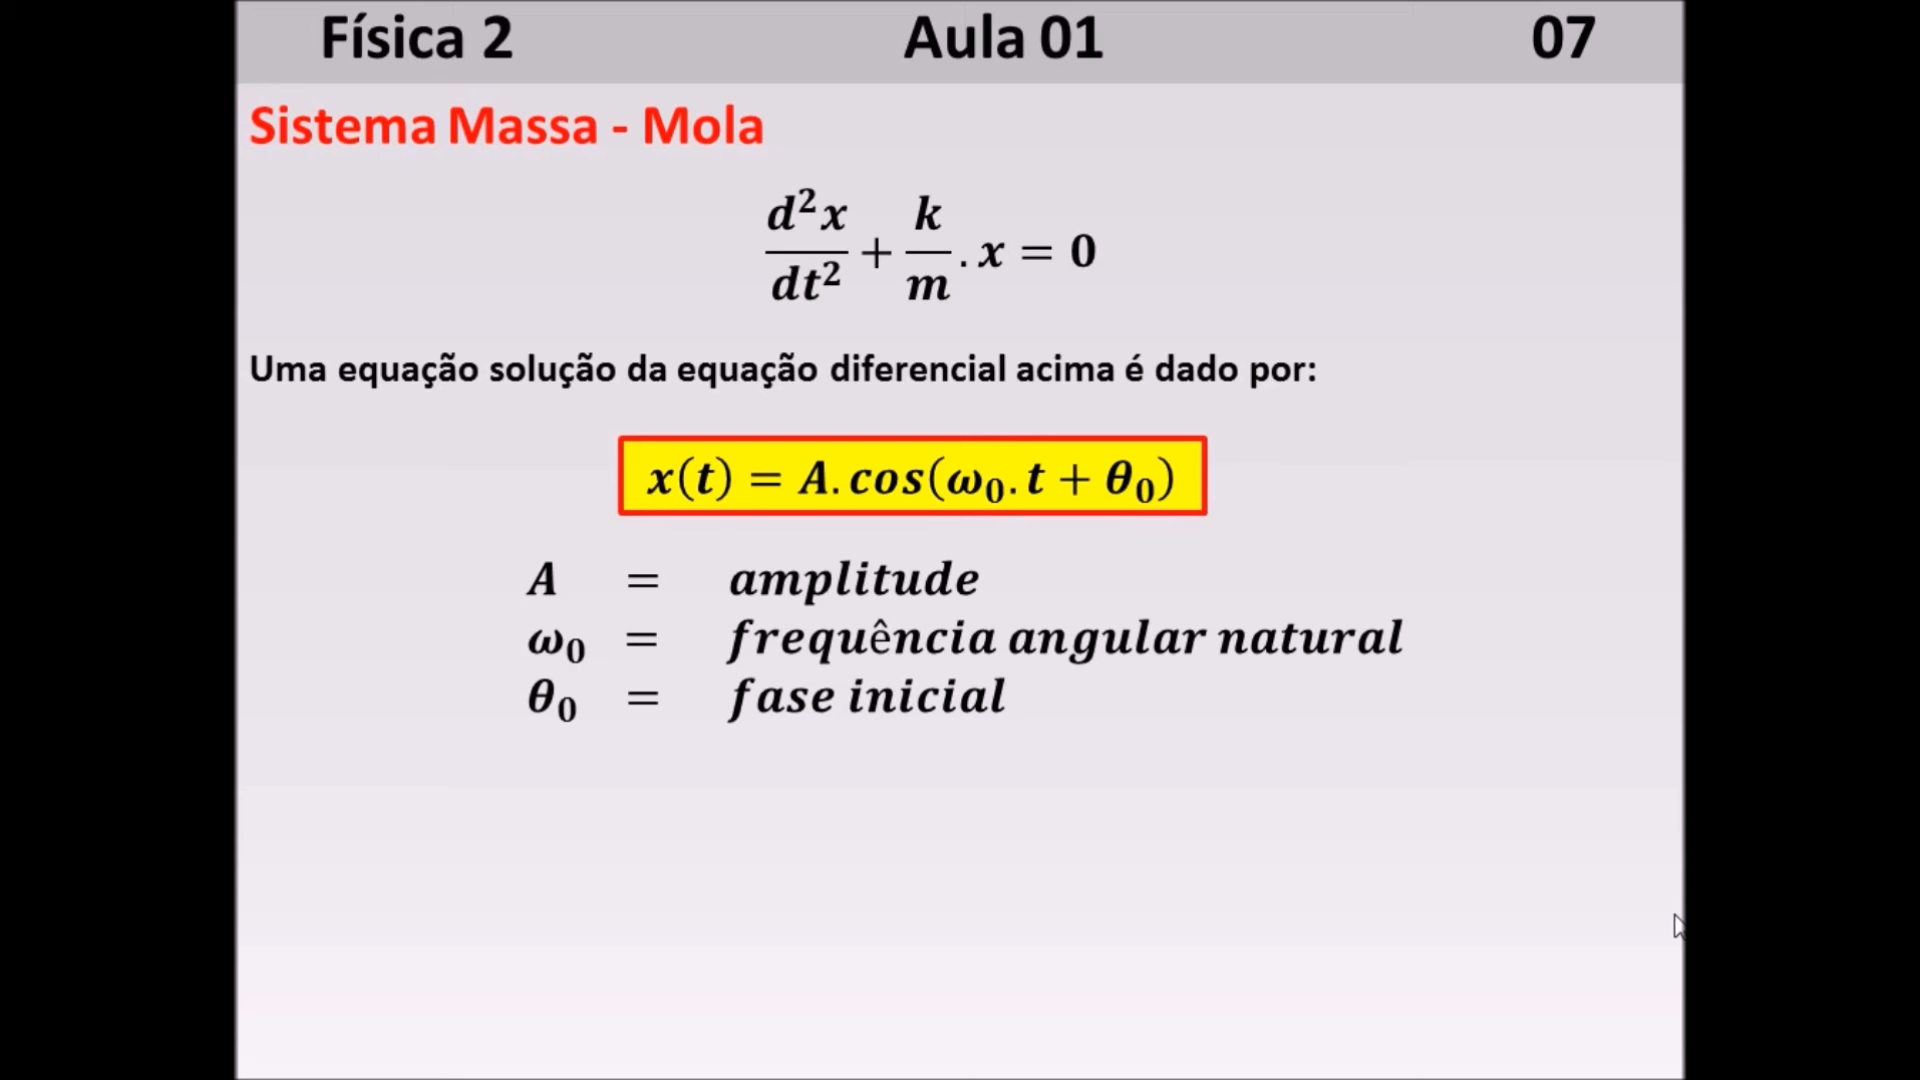 Física 2 Aula 01 07
Sistema Massa - Mola
d²x/dt² + k/m . x = 0
Uma equação solução da equação diferencial acima é dado por:
x(t) = A. cos(ω₀. t + θ₀)
A = amplitude
ω₀ = frequência angular natural
θ₀ = fase inicial